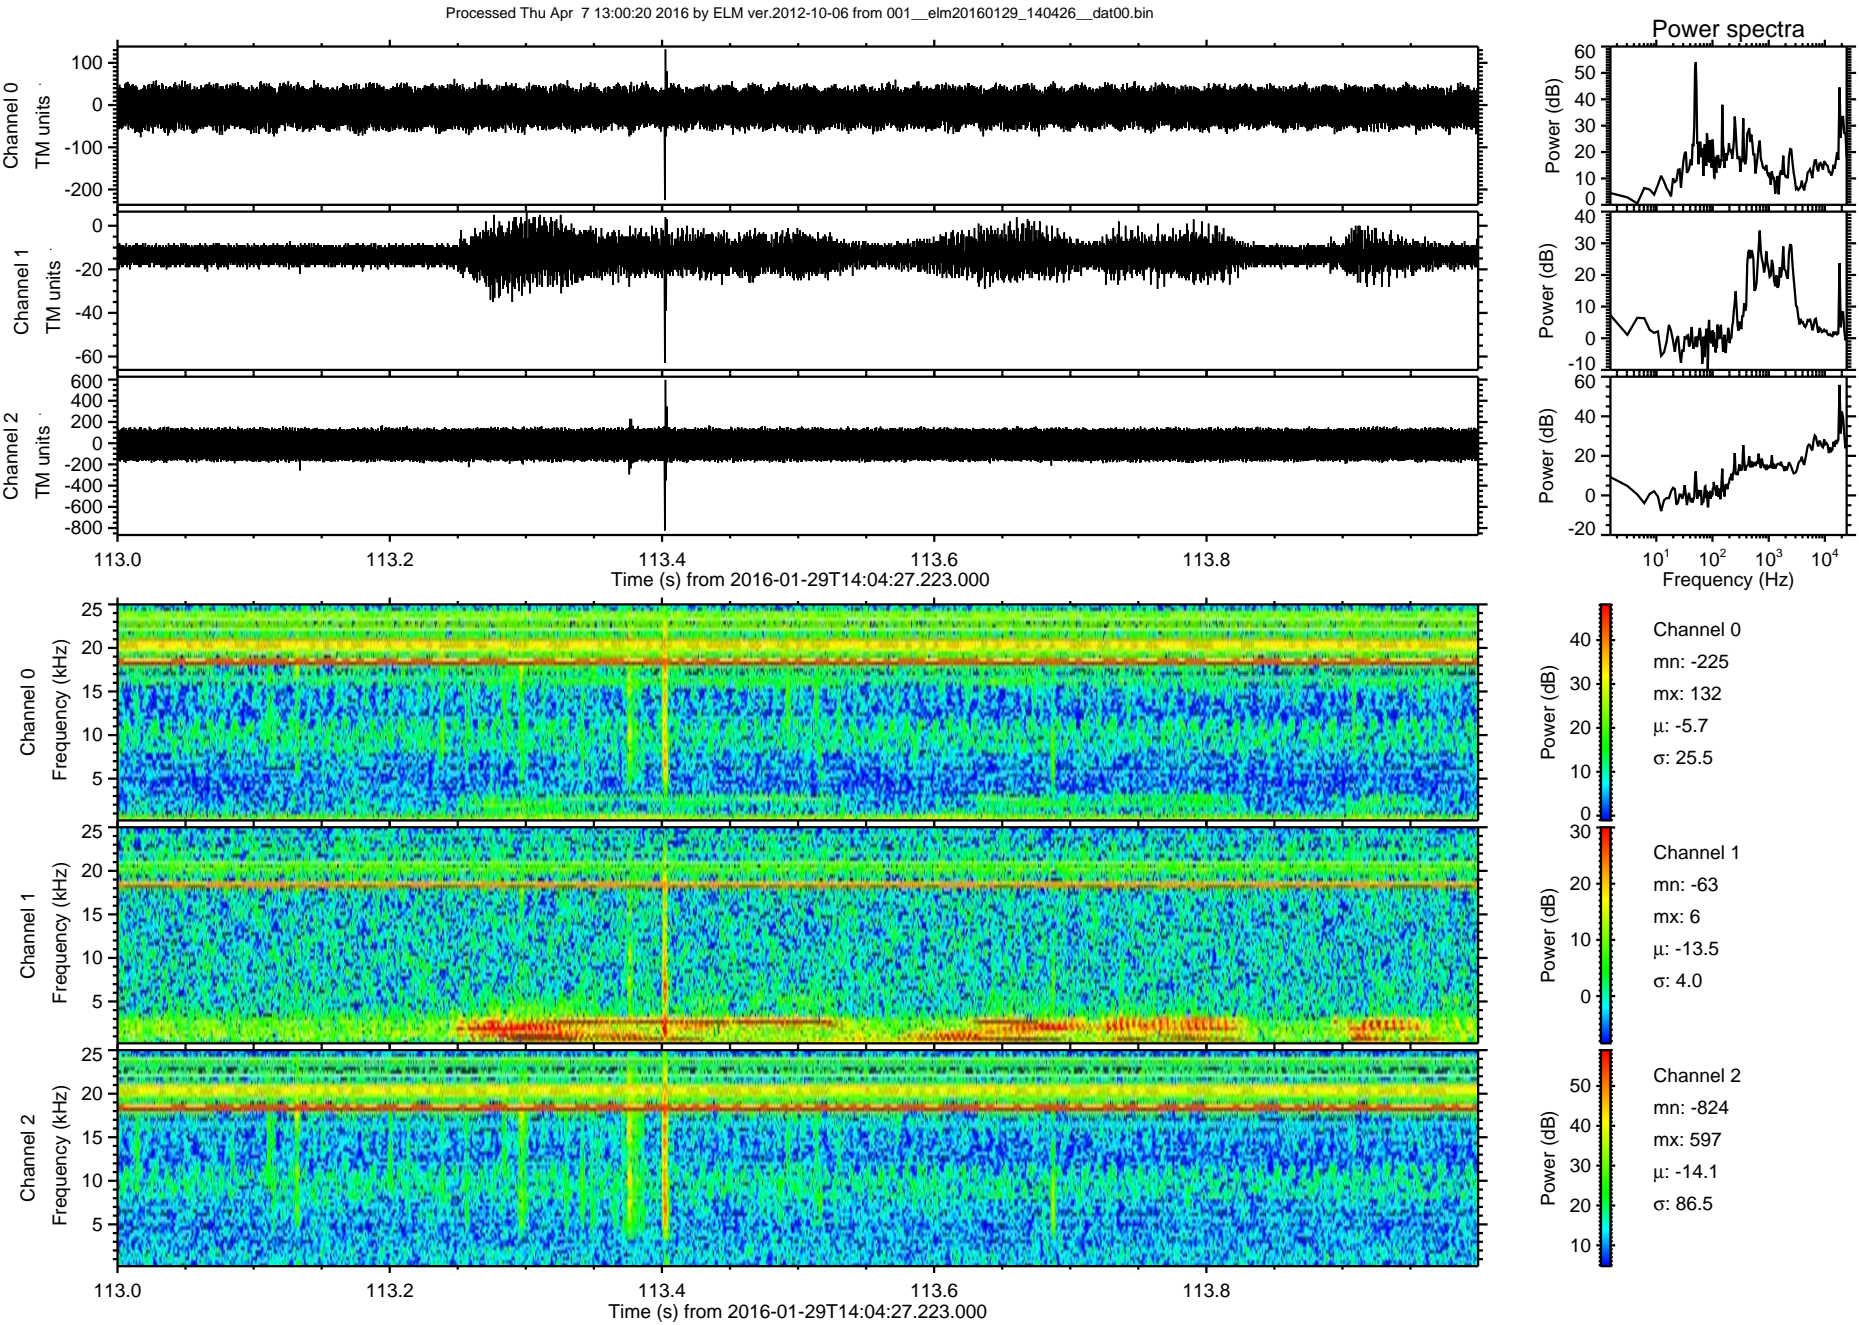 Processed Thu Apr  7 13:00:20 2016 by ELM ver.2012-10-06 from 001__elm20160129_140426__dat00.bin
Power spectra
Channel 0
TM units
100
0
-100
-200
Power (dB)
60
50
40
30
20
10
0
Channel 1
TM units
0
-20
-40
-60
Power (dB)
40
30
20
10
0
-10
Channel 2
TM units
600
400
200
0
-200
-400
-600
-800
Power (dB)
60
40
20
0
-20
113.0 113.2 113.4 113.6 113.8
Time (s) from 2016-01-29T14:04:27.223.000
10^1 10^2 10^3 10^4
Frequency (Hz)
Channel 0
Frequency (kHz)
25
20
15
10
5
Power (dB)
40
30
20
10
0
Channel 0
mn: -225
mx: 132
μ: -5.7
σ: 25.5
Channel 1
Frequency (kHz)
25
20
15
10
5
Power (dB)
30
20
10
0
Channel 1
mn: -63
mx: 6
μ: -13.5
σ: 4.0
Channel 2
Frequency (kHz)
25
20
15
10
5
Power (dB)
50
40
30
20
10
Channel 2
mn: -824
mx: 597
μ: -14.1
σ: 86.5
113.0 113.2 113.4 113.6 113.8
Time (s) from 2016-01-29T14:04:27.223.000